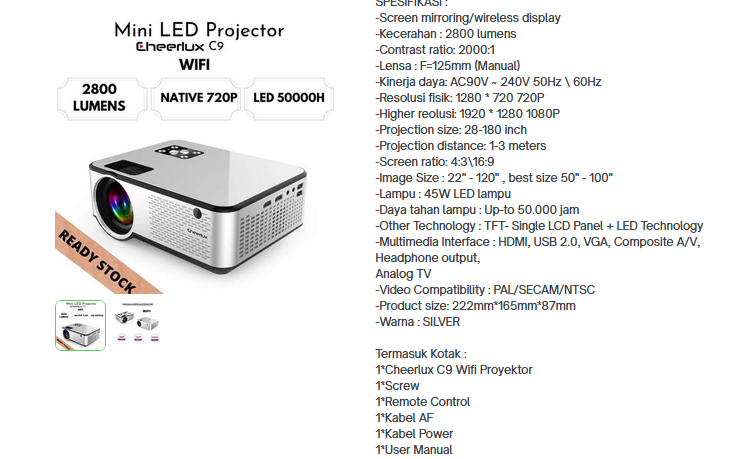 Mini LED Projector
Cheerlux C9
WIFI
2800
LUMENS
NATIVE 720P
LED 50000H
Cheerlux
READY STOCK
SPESIFIKASI :
-Screen mirroring/wireless display
-Kecerahan : 2800 lumens
-Contrast ratio: 2000:1
-Lensa : F=125mm (Manual)
-Kinerja daya: AC90V ~ 240V 50Hz \ 60Hz
-Resolusi fisik: 1280 * 720 720P
-Higher reolusi: 1920 * 1280 1080P
-Projection size: 28-180 inch
-Projection distance: 1-3 meters
-Screen ratio: 4:3\16:9
-Image Size : 22" - 120" , best size 50" - 100"
-Lampu : 45W LED lampu
-Daya tahan lampu : Up-to 50.000 jam
-Other Technology : TFT- Single LCD Panel + LED Technology
-Multimedia Interface : HDMI, USB 2.0, VGA, Composite A/V,
Headphone output,
Analog TV
-Video Compatibility : PAL/SECAM/NTSC
-Product size: 222mm*165mm*87mm
-Warna : SILVER
Termasuk Kotak :
1*Cheerlux C9 Wifi Proyektor
1*Screw
1*Remote Control
1*Kabel AF
1*Kabel Power
1*User Manual